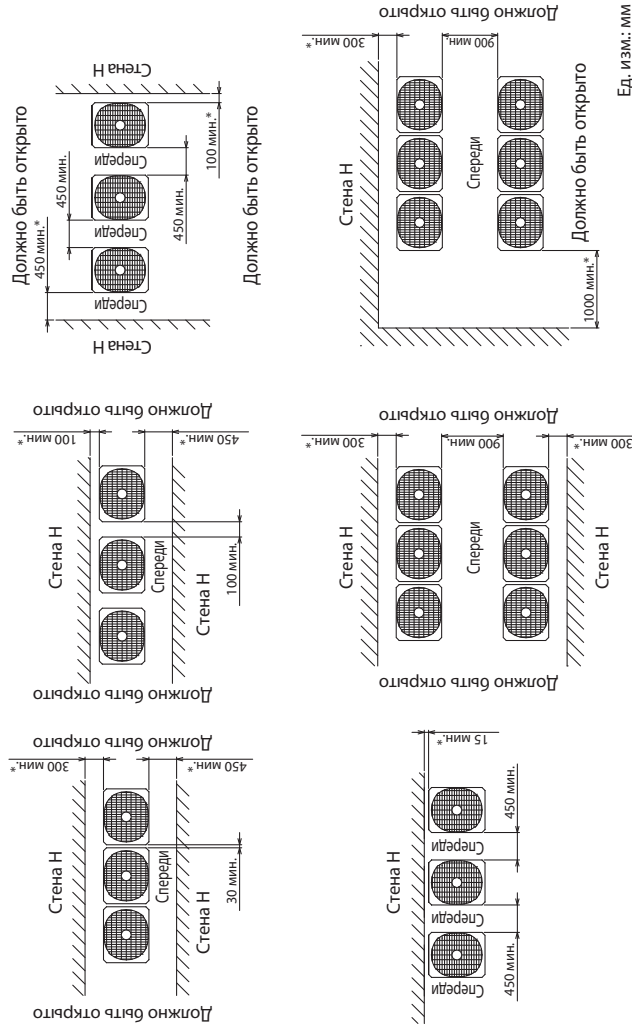 Стена H
Должно быть открыто
Должно быть открыто
300 мин.*
450 мин.*
Спереди
30 мин.
Стена H
Стена H
Должно быть открыто
Должно быть открыто
100 мин.*
450 мин.*
Спереди
100 мин.
Стена H
Должно быть открыто
450 мин.*
450 мин.
Стена H
Спереди
Спереди
Спереди
Стена H
450 мин.
100 мин.*
Должно быть открыто
Стена H
15 мин.*
Спереди
Спереди
Спереди
450 мин.
450 мин.
Стена H
Должно быть открыто
300 мин.*
900 мин.
Спереди
300 мин.*
Стена H
Стена H
Должно быть открыто
300 мин.*
900 мин.
Спереди
1000 мин.*
Должно быть открыто
Ед. изм.: мм